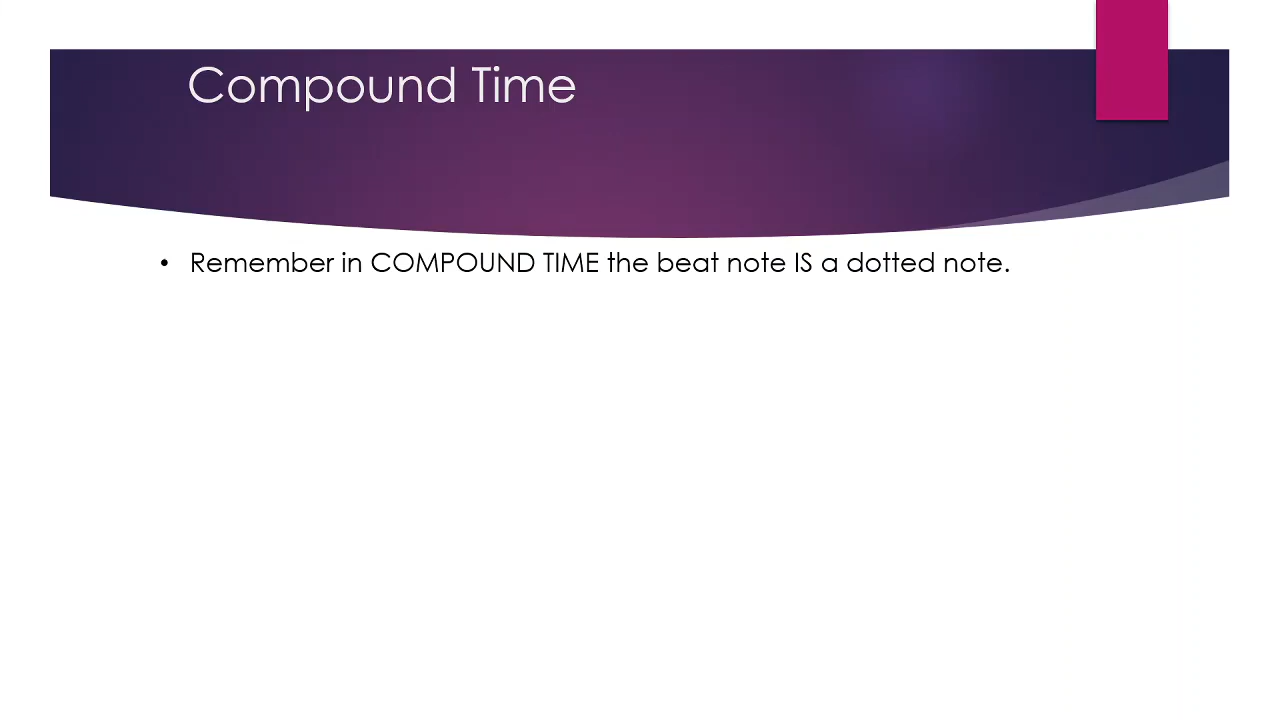 Compound Time
• Remember in COMPOUND TIME the beat note IS a dotted note.